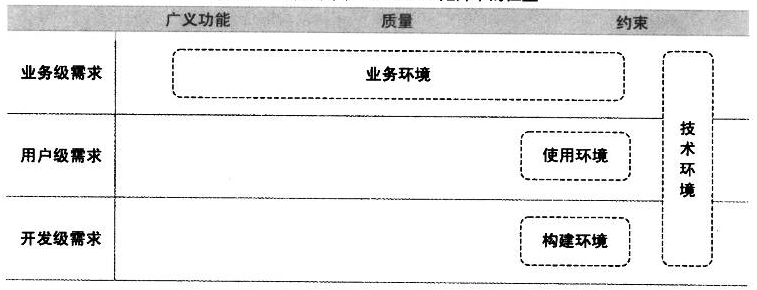 广义功能 质量 约束
业务级需求
业务环境
用户级需求
使用环境
技术环境
开发级需求
构建环境